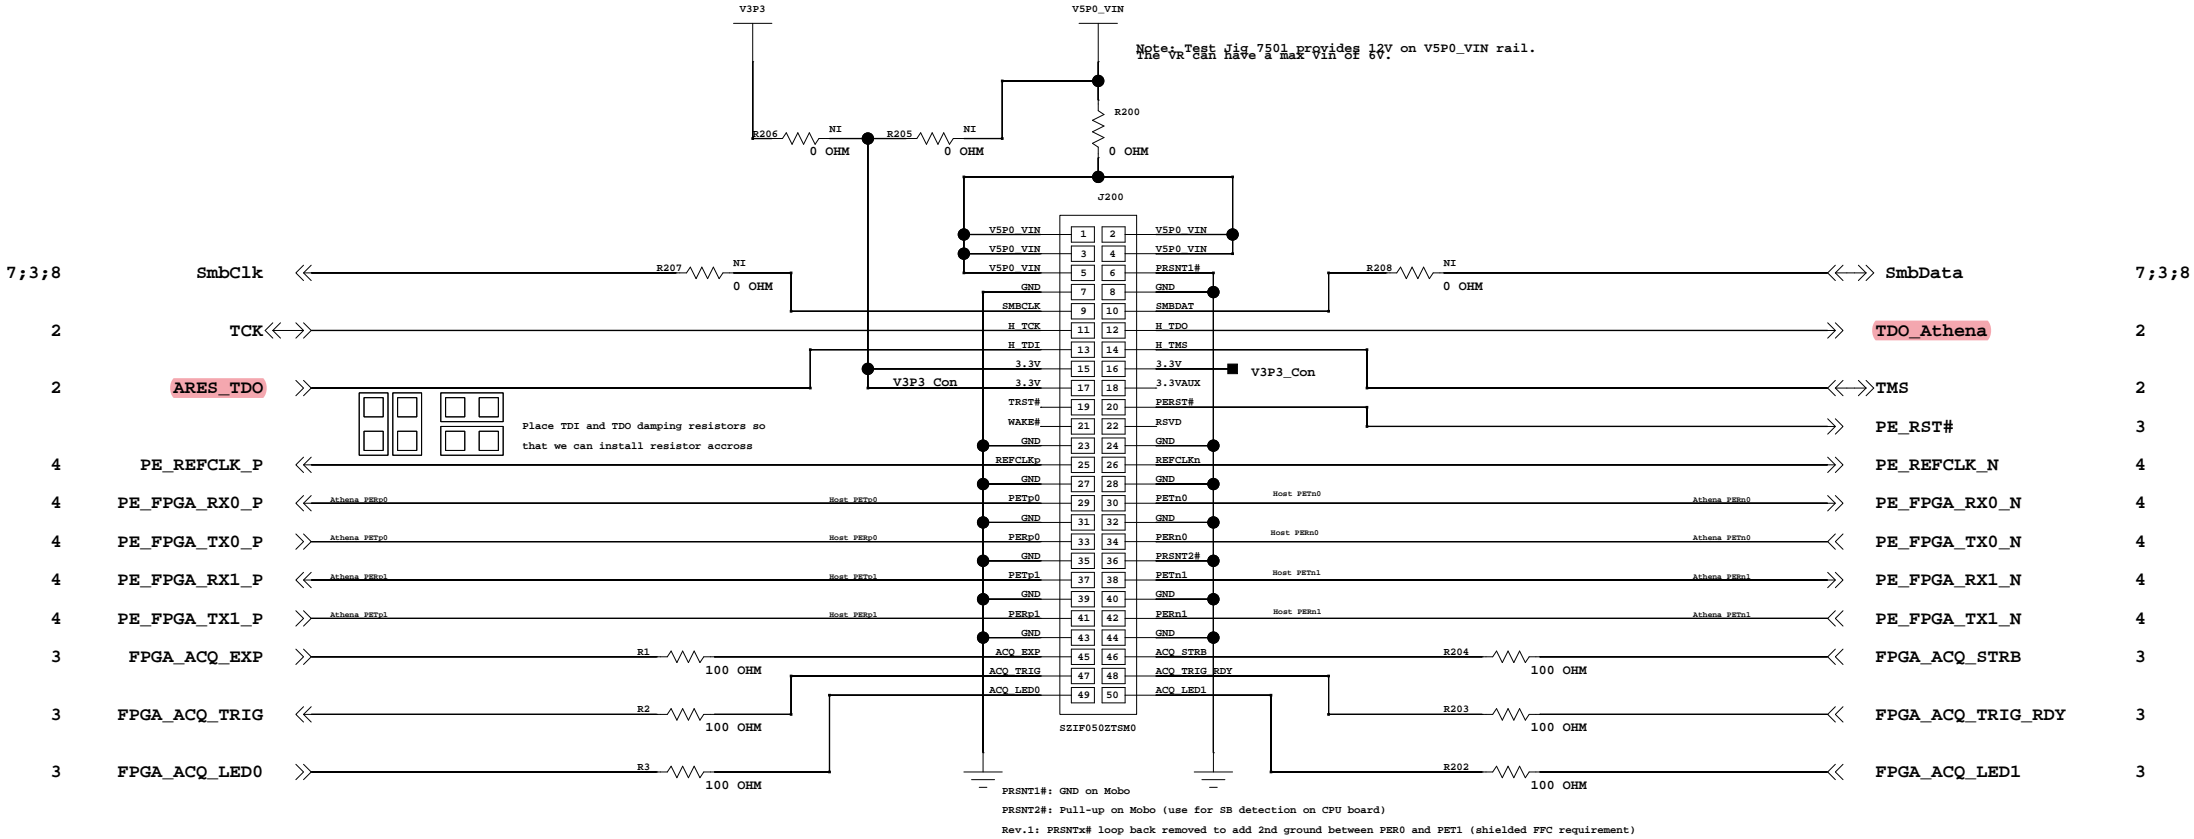 V3P3
V5P0_VIN
Note: Test Jig 7501 provides 12V on V5P0_VIN rail.
The VR can have a max Vin of 6V.
R200
0 OHM
R206
NI
0 OHM
R205
NI
0 OHM
J200
V5P0_VIN 1 2 V5P0_VIN
V5P0_VIN 3 4 V5P0_VIN
7;3;8 SmbClk R207 NI 0 OHM V5P0_VIN 5 6 PRSNT1# R208 NI 0 OHM SmbData 7;3;8
GND 7 8 GND
SMBCLK 9 10 SMBDAT
2 TCK H_TCK 11 12 H_TDO TDO_Athena 2
H_TDI 13 14 H_TMS
3.3V 15 16 3.3V V3P3_Con
2 ARES_TDO V3P3_Con 3.3V 17 18 3.3VAUX TMS 2
TRST# 19 20 PERST#
Place TDI and TDO damping resistors so
that we can install resistor accross
WAKE# 21 22 RSVD PE_RST# 3
GND 23 24 GND
4 PE_REFCLK_P REFCLKp 25 26 REFCLKn PE_REFCLK_N 4
GND 27 28 GND
4 PE_FPGA_RX0_P Athena PERp0 Host PETp0 PETp0 29 30 PETn0 Host PETn0 Athena PERn0 PE_FPGA_RX0_N 4
GND 31 32 GND
4 PE_FPGA_TX0_P Athena PETp0 Host PERp0 PERp0 33 34 PERn0 Host PERn0 Athena PETn0 PE_FPGA_TX0_N 4
GND 35 36 PRSNT2#
4 PE_FPGA_RX1_P Athena PERp1 Host PETp1 PETp1 37 38 PETn1 Host PETn1 Athena PERn1 PE_FPGA_RX1_N 4
GND 39 40 GND
4 PE_FPGA_TX1_P Athena PETp1 Host PERp1 PERp1 41 42 PERn1 Host PERn1 Athena PETn1 PE_FPGA_TX1_N 4
GND 43 44 GND
3 FPGA_ACQ_EXP R1 100 OHM ACQ_EXP 45 46 ACQ_STRB R204 100 OHM FPGA_ACQ_STRB 3
ACQ_TRIG 47 48 ACQ_TRIG_RDY
ACQ_LED0 49 50 ACQ_LED1
3 FPGA_ACQ_TRIG R2 100 OHM R203 100 OHM FPGA_ACQ_TRIG_RDY 3
SZIF050ZTSM0
3 FPGA_ACQ_LED0 R3 100 OHM R202 100 OHM FPGA_ACQ_LED1 3
PRSNT1#: GND on Mobo
PRSNT2#: Pull-up on Mobo (use for SB detection on CPU board)
Rev.1: PRSNTx# loop back removed to add 2nd ground between PER0 and PET1 (shielded FFC requirement)